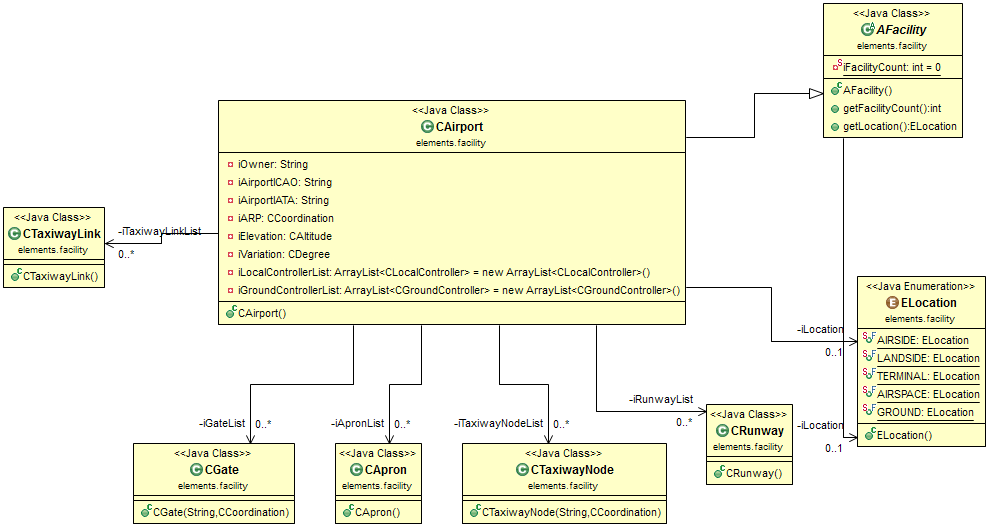 <<Java Class>>
AFacility
elements.facility
iFacilityCount: int = 0
AFacility()
getFacilityCount():int
getLocation():ELocation
<<Java Class>>
CAirport
elements.facility
iOwner: String
iAirportICAO: String
iAirportIATA: String
iARP: CCoordination
iElevation: CAltitude
iVariation: CDegree
iLocalControllerList: ArrayList<CLocalController> = new ArrayList<CLocalController>()
iGroundControllerList: ArrayList<CGroundController> = new ArrayList<CGroundController>()
CAirport()
<<Java Class>>
CTaxiwayLink
elements.facility
CTaxiwayLink()
-iTaxiwayLinkList
0..*
<<Java Enumeration>>
ELocation
elements.facility
AIRSIDE: ELocation
LANDSIDE: ELocation
TERMINAL: ELocation
AIRSPACE: ELocation
GROUND: ELocation
ELocation()
-iLocation
0..1
-iLocation
0..1
-iGateList
0..*
-iApronList
0..*
-iTaxiwayNodeList
0..*
-iRunwayList
0..*
<<Java Class>>
CRunway
elements.facility
CRunway()
<<Java Class>>
CGate
elements.facility
CGate(String,CCoordination)
<<Java Class>>
CApron
elements.facility
CApron()
<<Java Class>>
CTaxiwayNode
elements.facility
CTaxiwayNode(String,CCoordination)